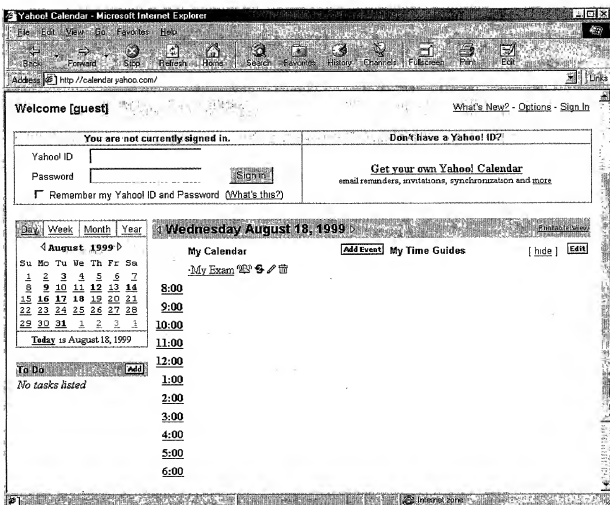 Yahoo! Calendar - Microsoft Internet Explorer
File Edit View Go Favorites Help
Back Forward Stop Refresh Home Search Favorites History Channels Fullscreen Print Edit
Address http://calendar.yahoo.com/ Links
Welcome [guest] What's New? - Options - Sign In
You are not currently signed in. Don't have a Yahoo! ID?
Yahoo! ID
Password Sign in
Get your own Yahoo! Calendar
email reminders, invitations, synchronization and more
Remember my Yahoo! ID and Password (What's this?)
Day Week Month Year
August 1999
Su Mo Tu We Th Fr Sa
1 2 3 4 5 6 7
8 9 10 11 12 13 14
15 16 17 18 19 20 21
22 23 24 25 26 27 28
29 30 31 1 2 3
Today is August 18, 1999
To Do Add
No tasks listed
Wednesday August 18, 1999 Printable View
My Calendar Add Event My Time Guides [ hide ] Edit
·My Exam
8:00
9:00
10:00
11:00
12:00
1:00
2:00
3:00
4:00
5:00
6:00
Internet zone